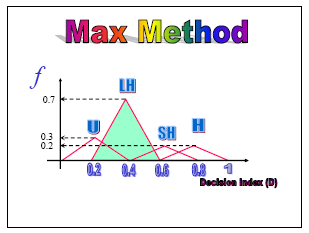 Max Method
f
LH
0.7
U
SH
H
0.3
0.2
0.2 0.4 0.6 0.8 1
Decision Index (D)